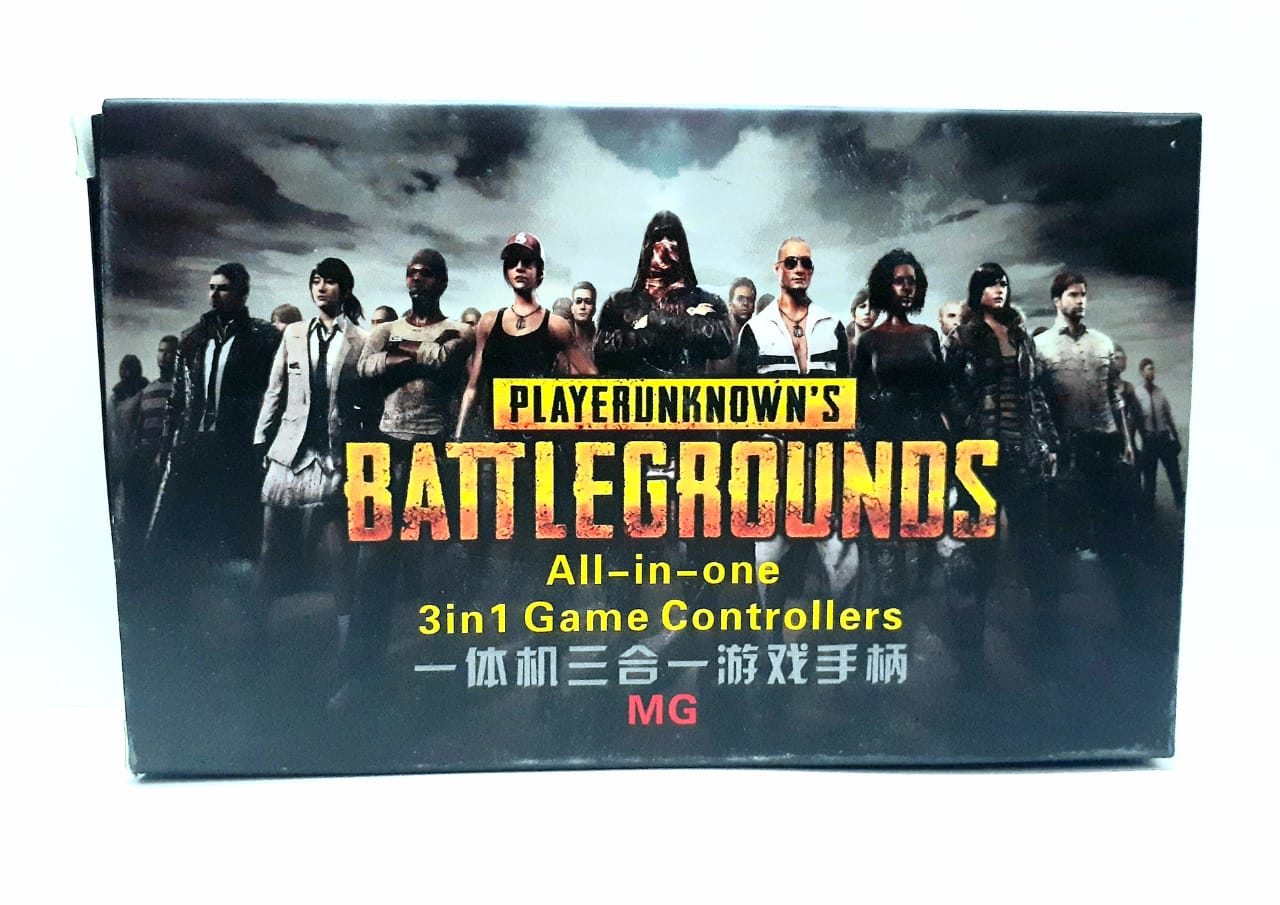 PLAYERUNKNOWN'S
BATTLEGROUNDS
All-in-one
3in1 Game Controllers
一体机三合一游戏手柄
MG